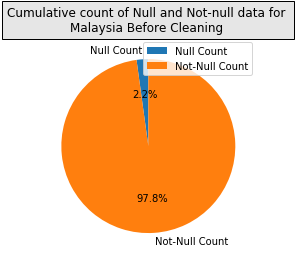 Cumulative count of Null and Not-null data for
Malaysia Before Cleaning
Null Count
Null Count
Not-Null Count
2.2%
97.8%
Not-Null Count